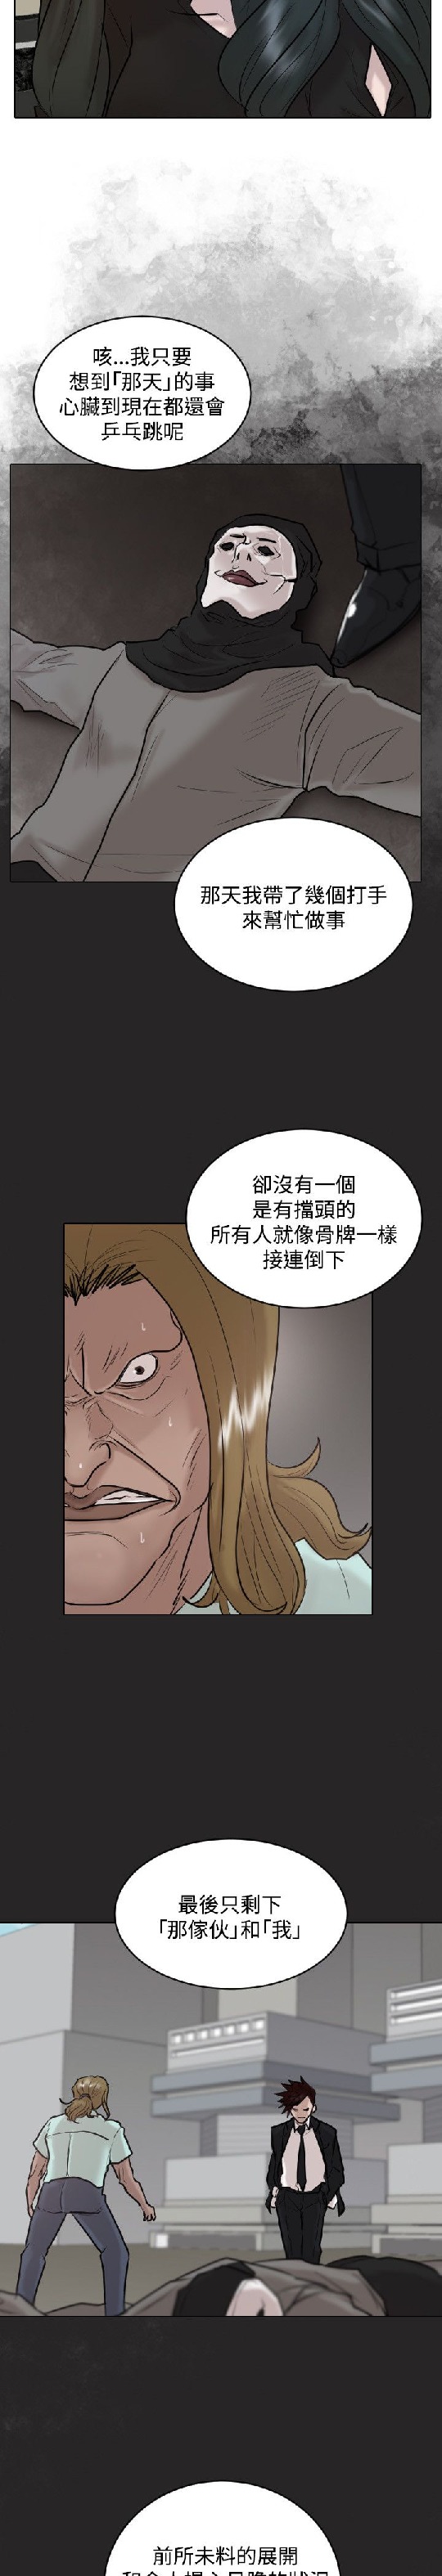 咳...我只要
想到「那天」的事
心臟到現在都還會
乒乓跳呢
那天我帶了幾個打手
來幫忙做事
卻沒有一個
是有擋頭的
所有人就像骨牌一樣
接連倒下
最後只剩下
「那傢伙」和「我」
前所未料的展開